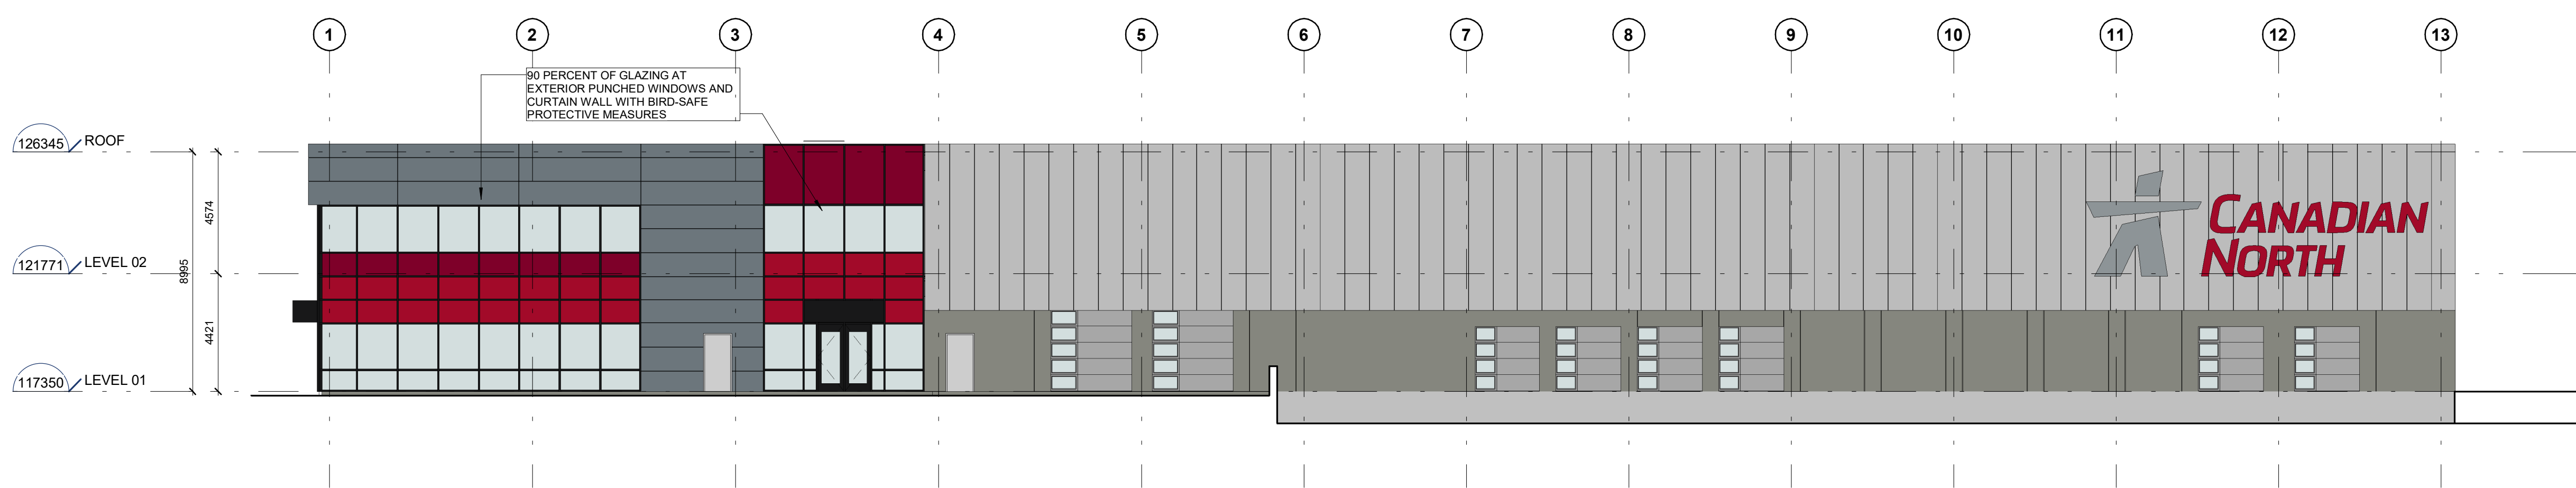 1 2 3 4 5 6 7 8 9 10 11 12 13
90 PERCENT OF GLAZING AT
EXTERIOR PUNCHED WINDOWS AND
CURTAIN WALL WITH BIRD-SAFE
PROTECTIVE MEASURES
126345 ROOF
4574
121771 LEVEL 02
8995
4421
117350 LEVEL 01
CANADIAN
NORTH